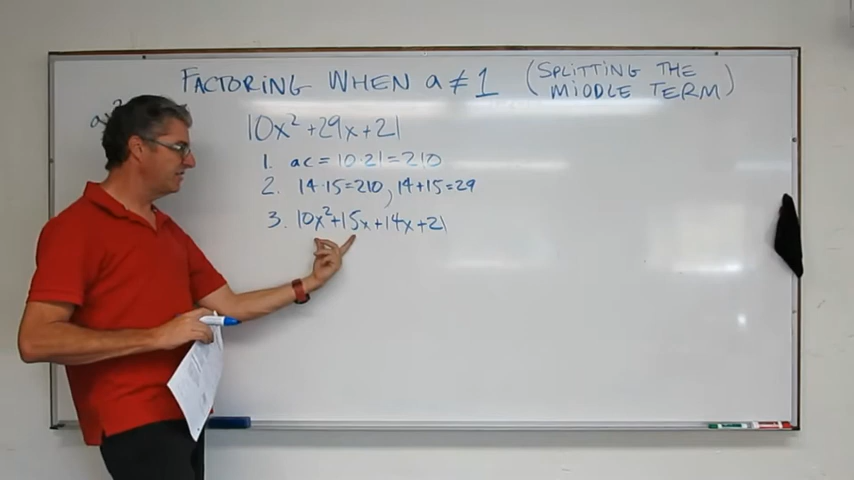 FACTORING WHEN a ≠ 1 (SPLITTING THE MIDDLE TERM)
10x² + 29x + 21
1. ac = 10·21 = 210
2. 14·15 = 210, 14 + 15 = 29
3. 10x² + 15x + 14x + 21